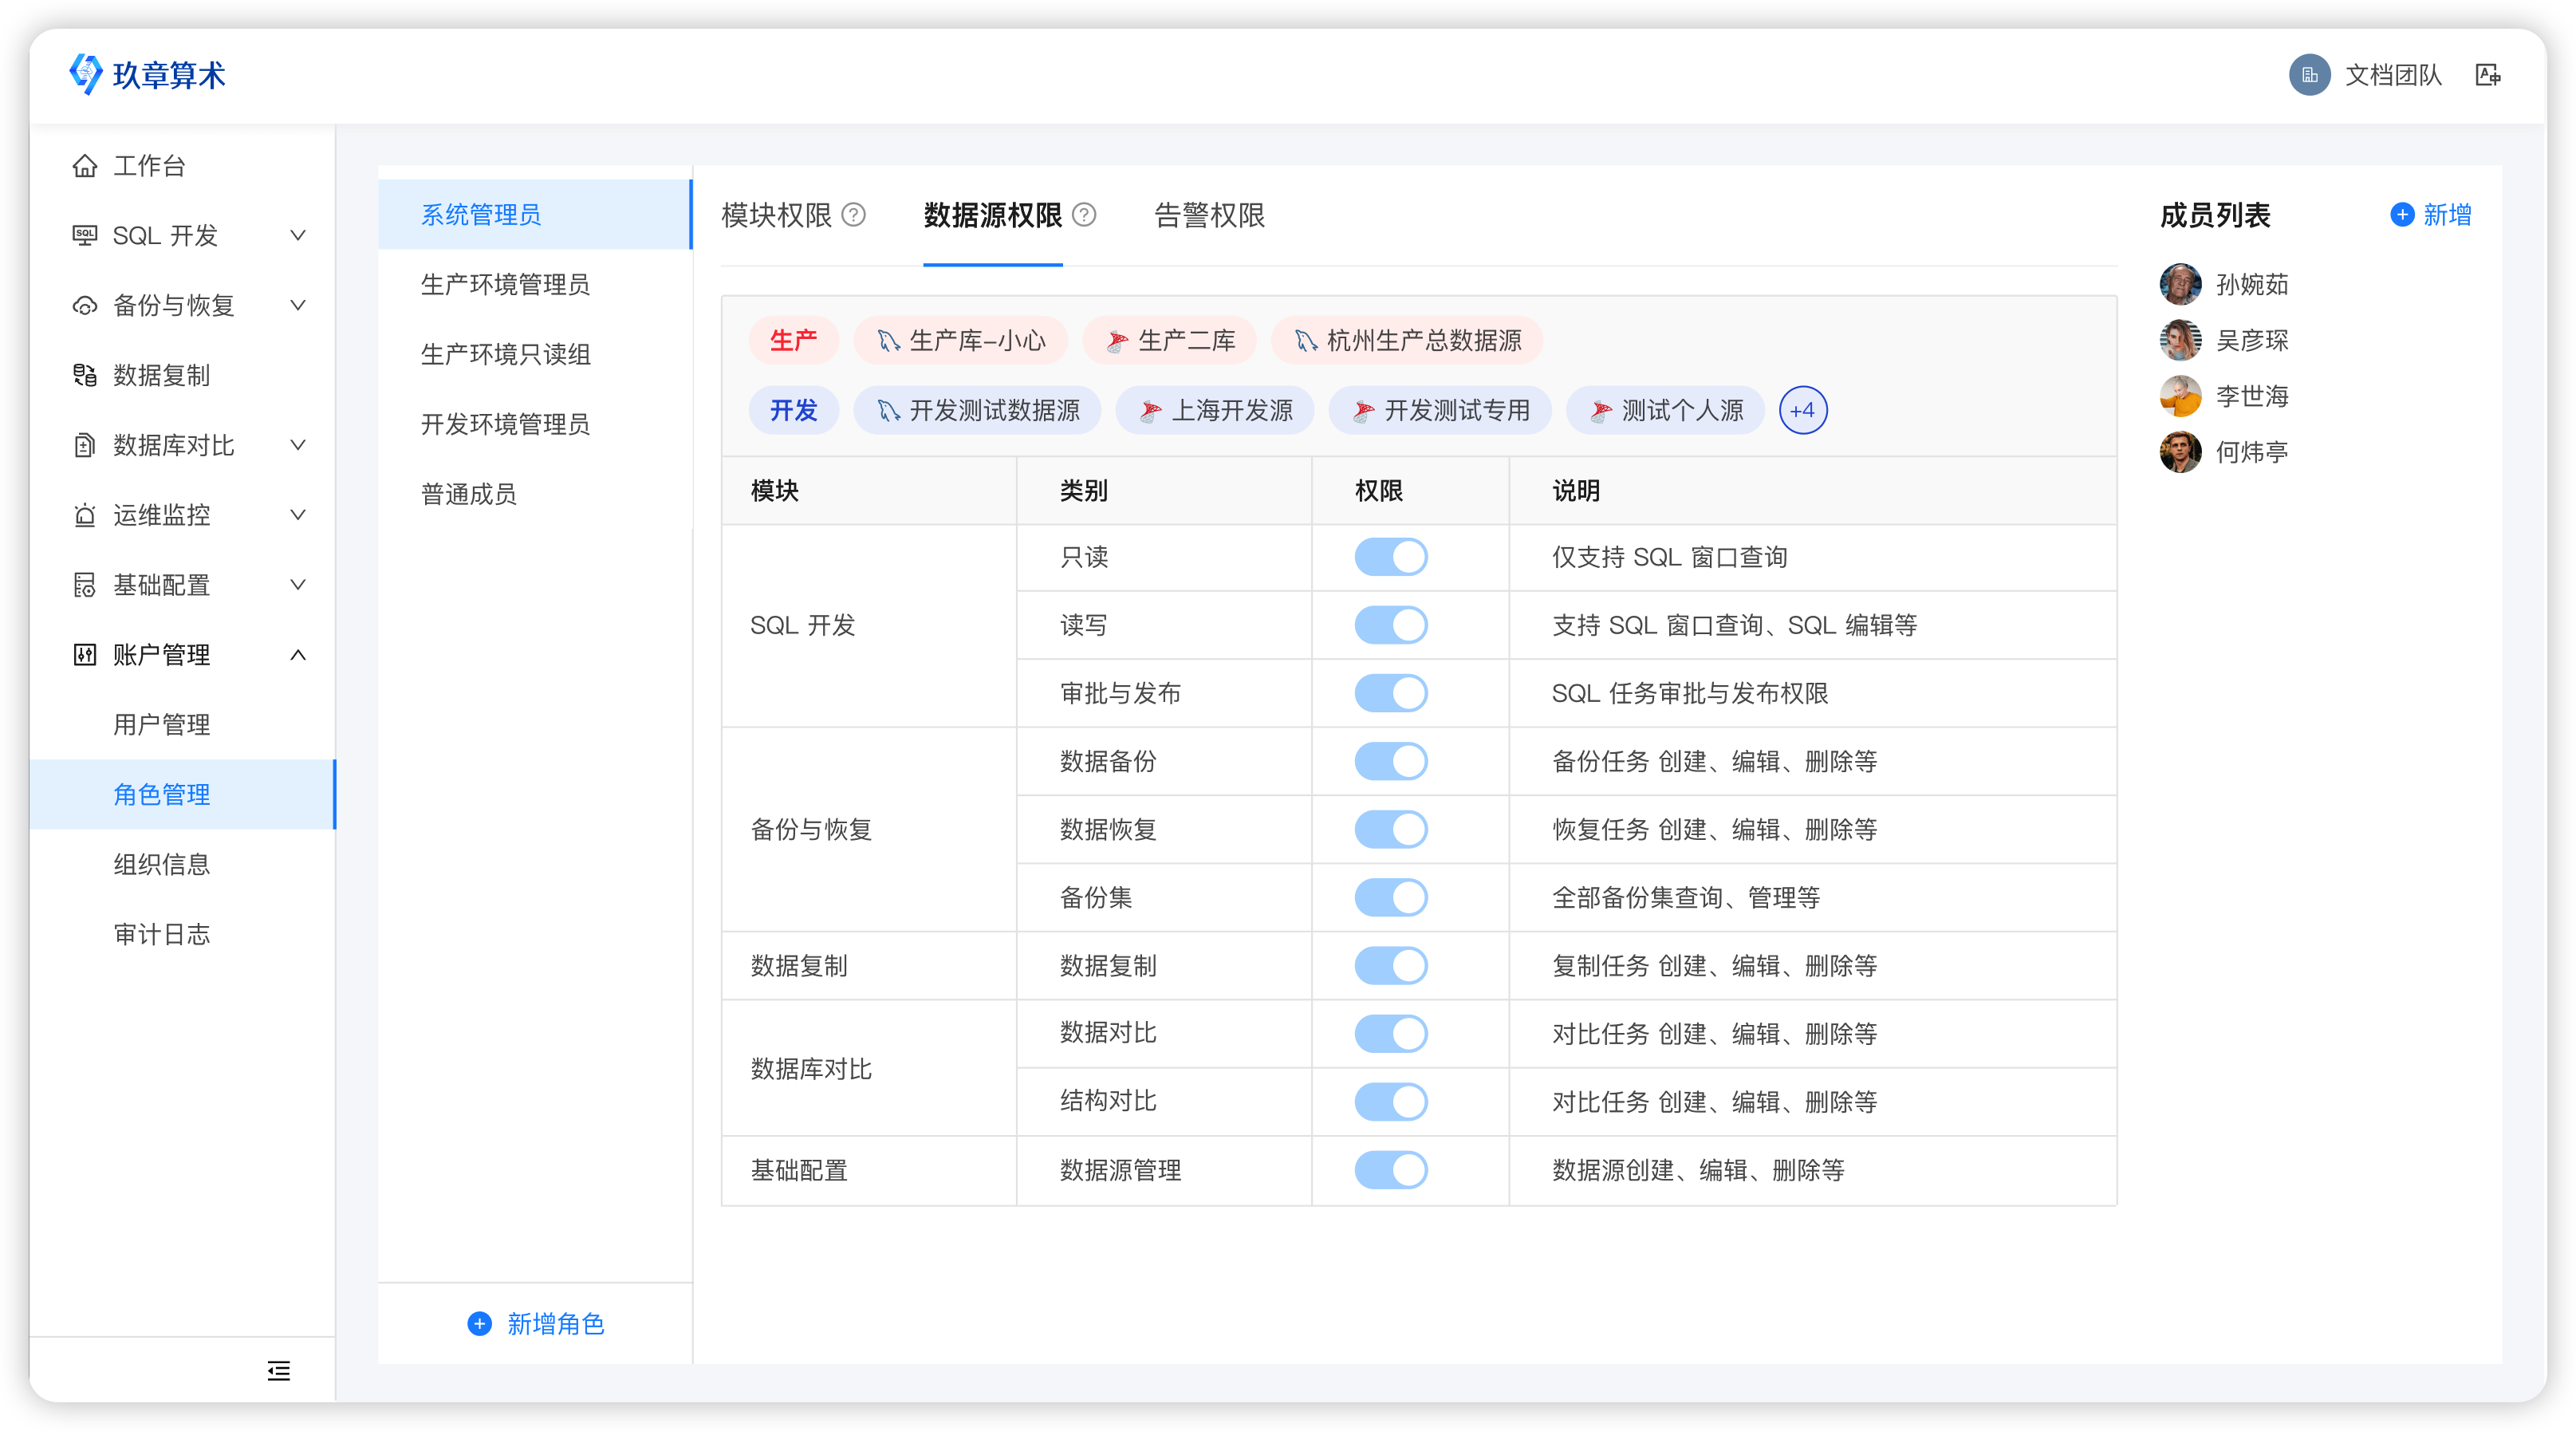 玖章算术
文档团队
工作台
SQL 开发
备份与恢复
数据复制
数据库对比
运维监控
基础配置
账户管理
用户管理
角色管理
组织信息
审计日志
系统管理员
生产环境管理员
生产环境只读组
开发环境管理员
普通成员
新增角色
模块权限 数据源权限 告警权限
生产 生产库–小心 生产二库 杭州生产总数据源
开发 开发测试数据源 上海开发源 开发测试专用 测试个人源 +4
模块 类别 权限 说明
SQL 开发
只读 仅支持 SQL 窗口查询
读写 支持 SQL 窗口查询、SQL 编辑等
审批与发布 SQL 任务审批与发布权限
备份与恢复
数据备份 备份任务 创建、编辑、删除等
数据恢复 恢复任务 创建、编辑、删除等
备份集 全部备份集查询、管理等
数据复制 数据复制 复制任务 创建、编辑、删除等
数据库对比
数据对比 对比任务 创建、编辑、删除等
结构对比 对比任务 创建、编辑、删除等
基础配置 数据源管理 数据源创建、编辑、删除等
成员列表 新增
孙婉茹
吴彦琛
李世海
何炜亭